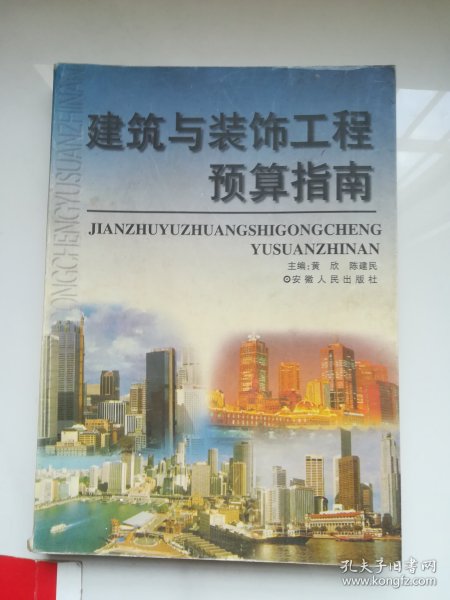 建筑与装饰工程
预算指南
JIANZHUYUZHUANGSHIGONGCHENG
YUSUANZHINAN
主编:黄 欣 陈建民
安徽人民出版社
ONGCHENGYUSUANZHINAN
孔夫子旧书网
www.kongfz.com